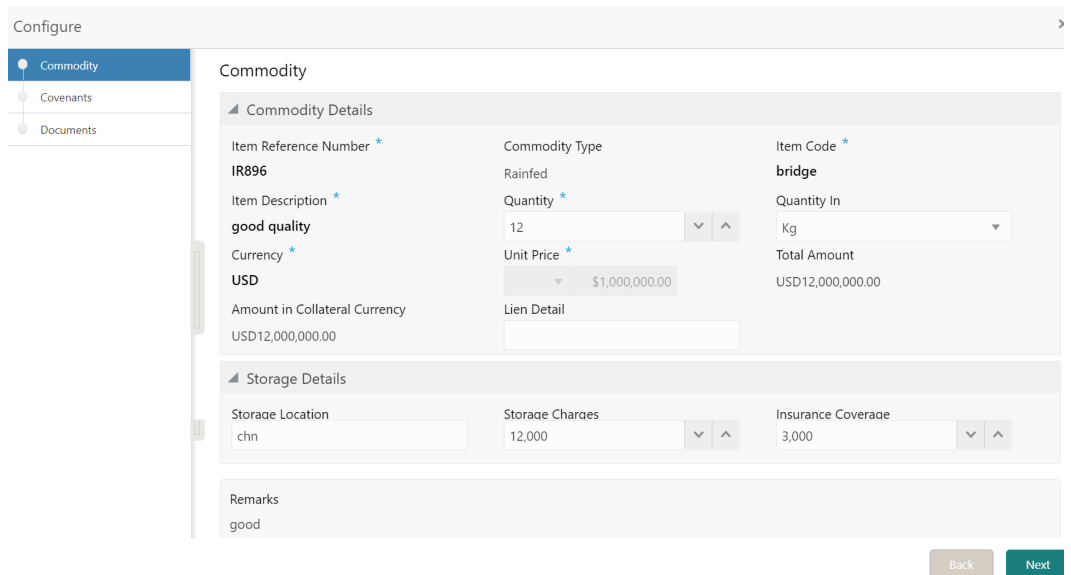 Configure
Commodity
Covenants
Documents
Commodity
Commodity Details
Item Reference Number * Commodity Type Item Code *
IR896 Rainfed bridge
Item Description * Quantity * Quantity In
good quality 12 Kg
Currency * Unit Price * Total Amount
USD $1,000,000.00 USD12,000,000.00
Amount in Collateral Currency Lien Detail
USD12,000,000.00
Storage Details
Storage Location Storage Charges Insurance Coverage
chn 12,000 3,000
Remarks
good
Back Next